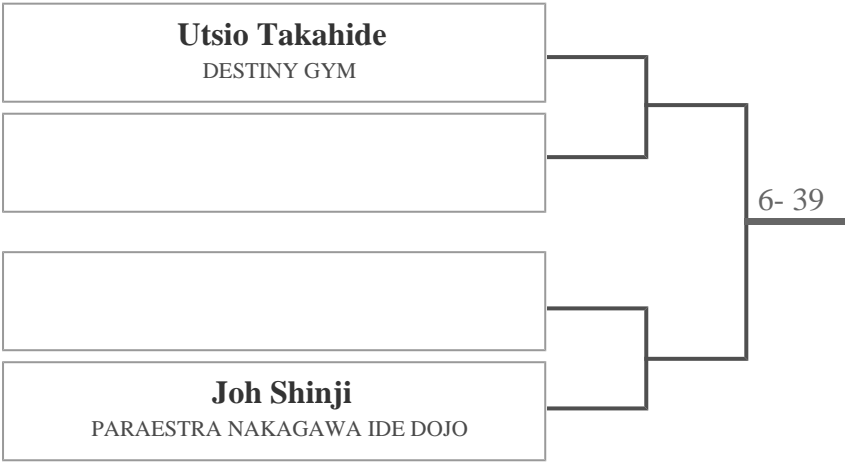 Utsio Takahide
DESTINY GYM
6- 39
Joh Shinji
PARAESTRA NAKAGAWA IDE DOJO